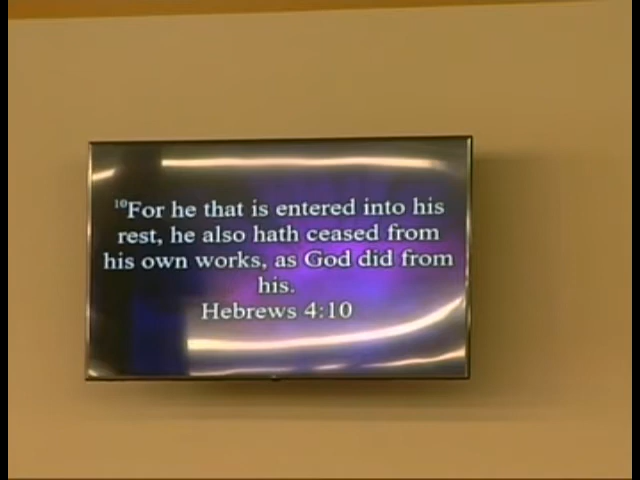 ¹⁰For he that is entered into his
rest, he also hath ceased from
his own works, as God did from
his.
Hebrews 4:10